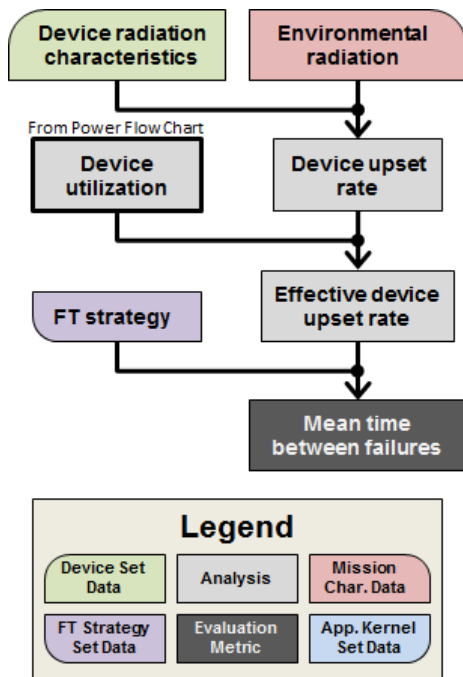 Device radiation
characteristics
Environmental
radiation
From Power Flow Chart
Device
utilization
Device upset
rate
FT strategy
Effective device
upset rate
Mean time
between failures
Legend
Device Set
Data
Analysis
Mission
Char. Data
FT Strategy
Set Data
Evaluation
Metric
App. Kernel
Set Data